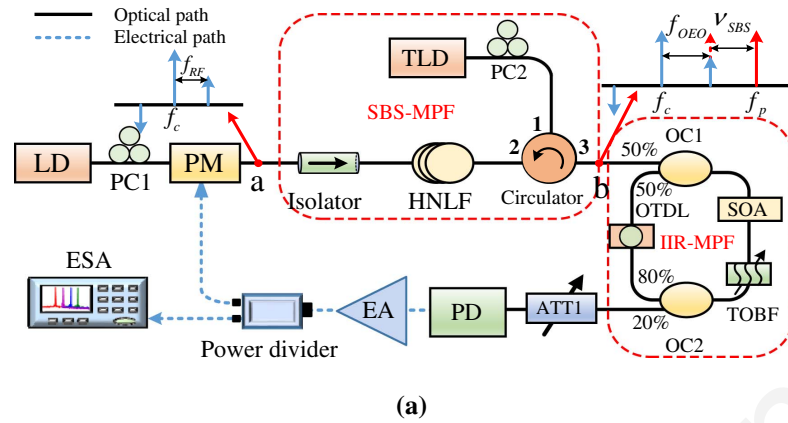 Optical path
Electrical path
f_RF
f_c
LD
PC1
PM
a
SBS-MPF
TLD
PC2
Isolator
HNLF
1
2
3
Circulator
b
f_OEO
ν_SBS
f_c
f_p
50%
OC1
50%
OTDL
SOA
IIR-MPF
80%
20%
TOBF
OC2
ESA
Power divider
EA
PD
ATT1
(a)